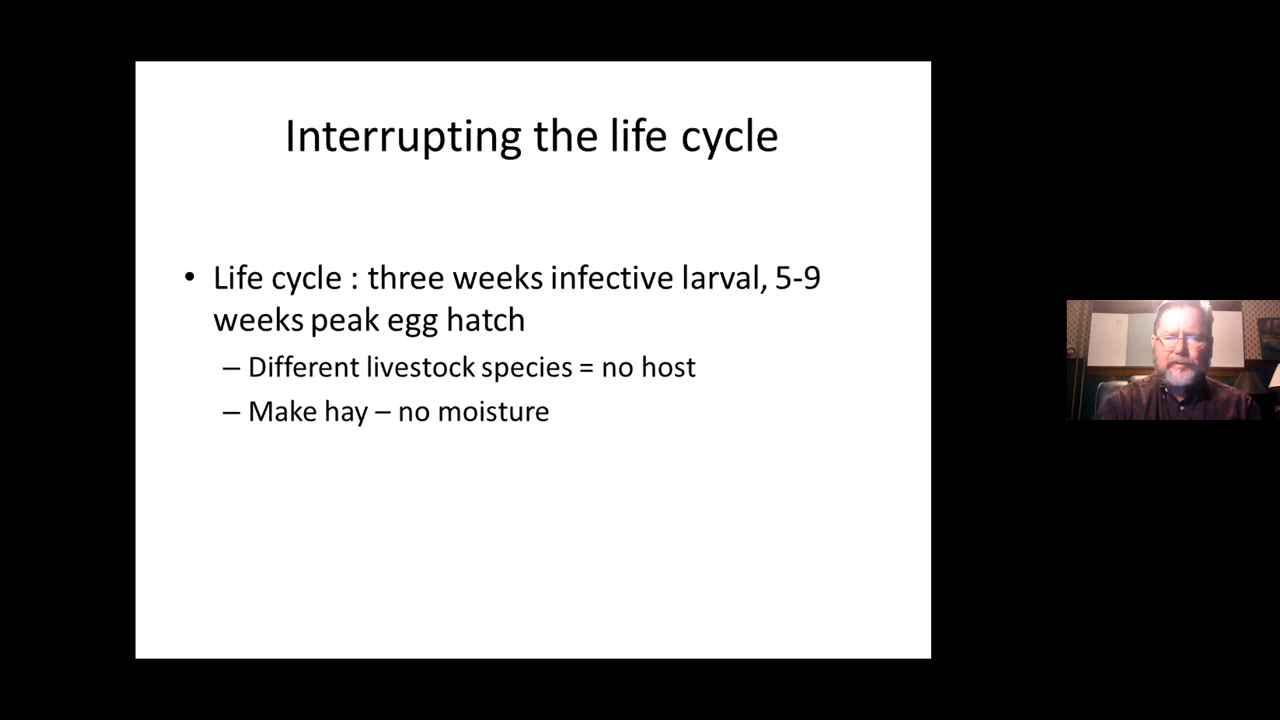 Interrupting the life cycle
• Life cycle : three weeks infective larval, 5-9
weeks peak egg hatch
– Different livestock species = no host
– Make hay – no moisture